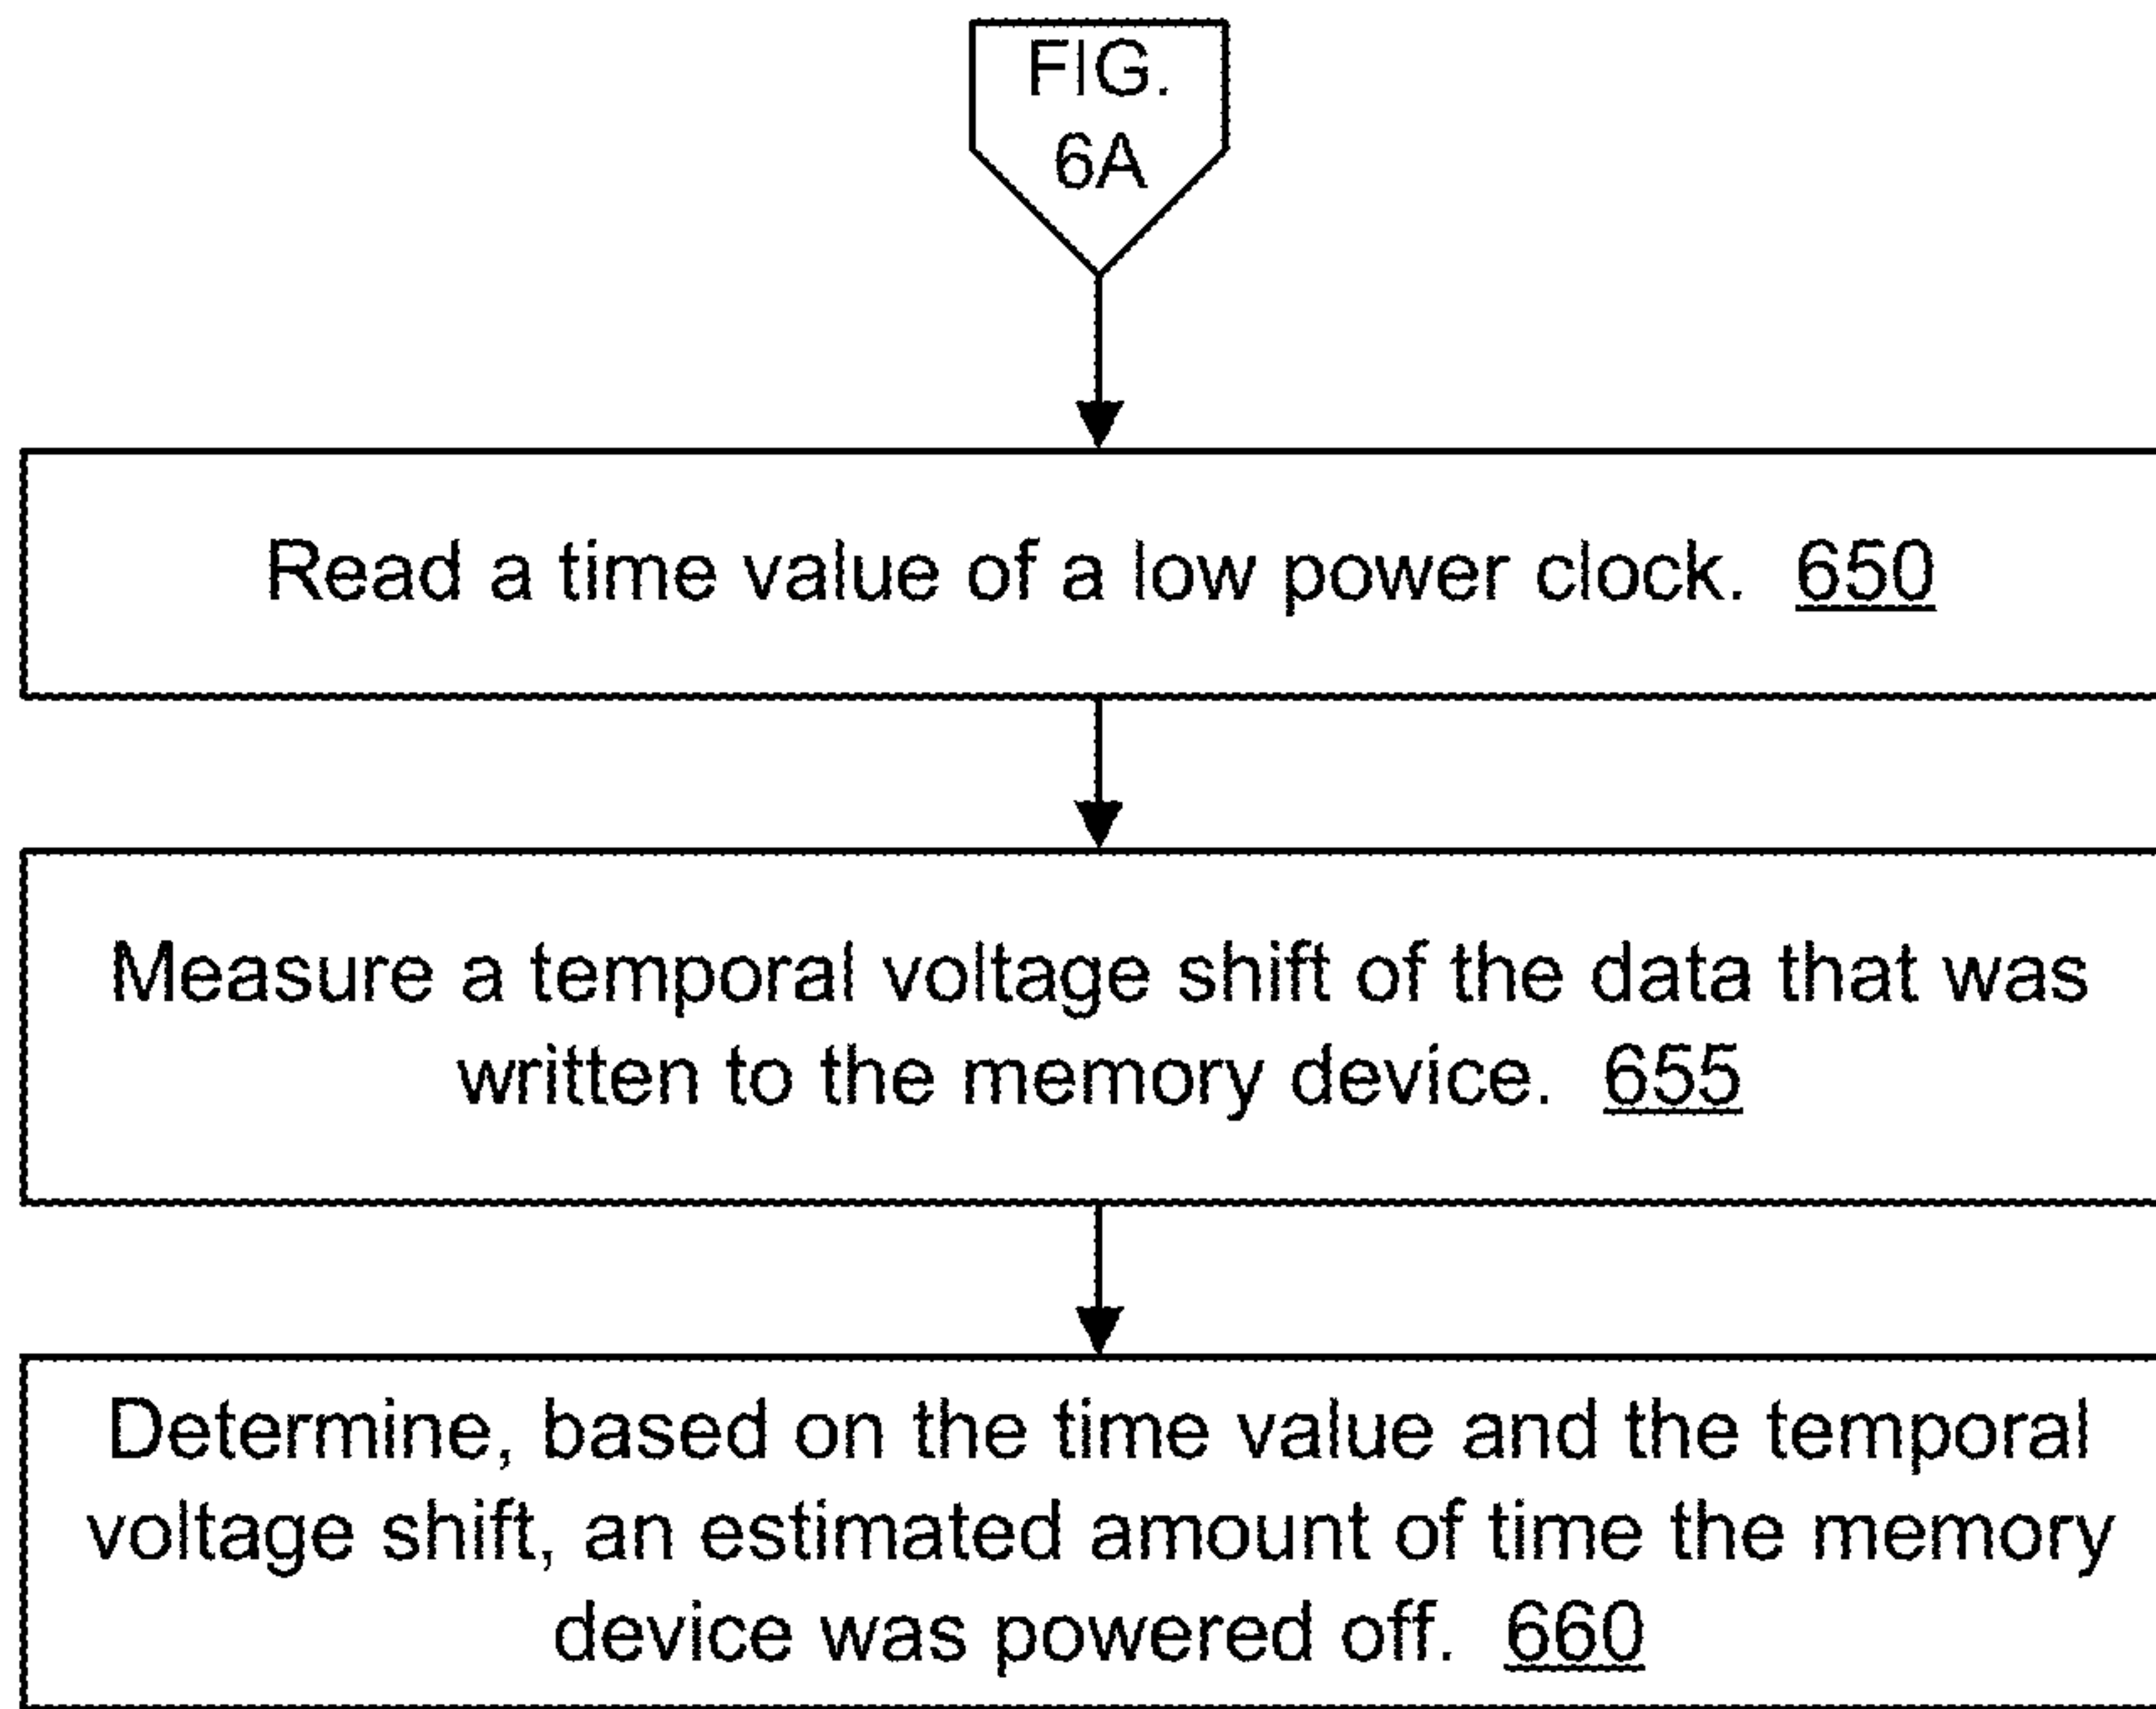 FIG.
6A
Read a time value of a low power clock. 650
Measure a temporal voltage shift of the data that was
written to the memory device. 655
Determine, based on the time value and the temporal
voltage shift, an estimated amount of time the memory
device was powered off. 660